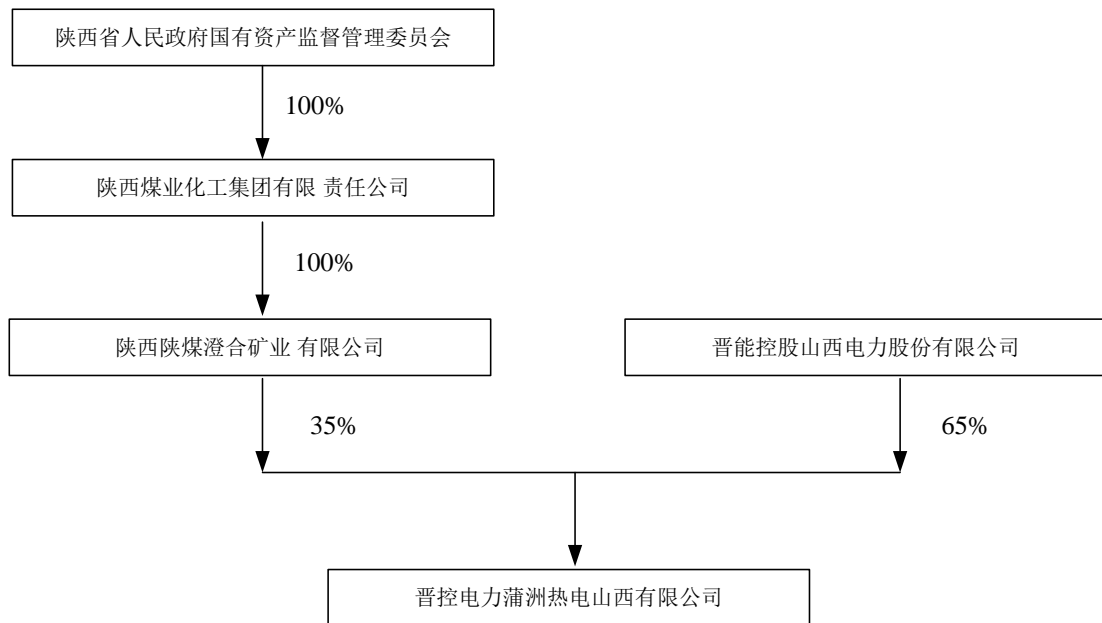 陕西省人民政府国有资产监督管理委员会
100%
陕西煤业化工集团有限 责任公司
100%
陕西陕煤澄合矿业 有限公司
晋能控股山西电力股份有限公司
35%
65%
晋控电力蒲洲热电山西有限公司